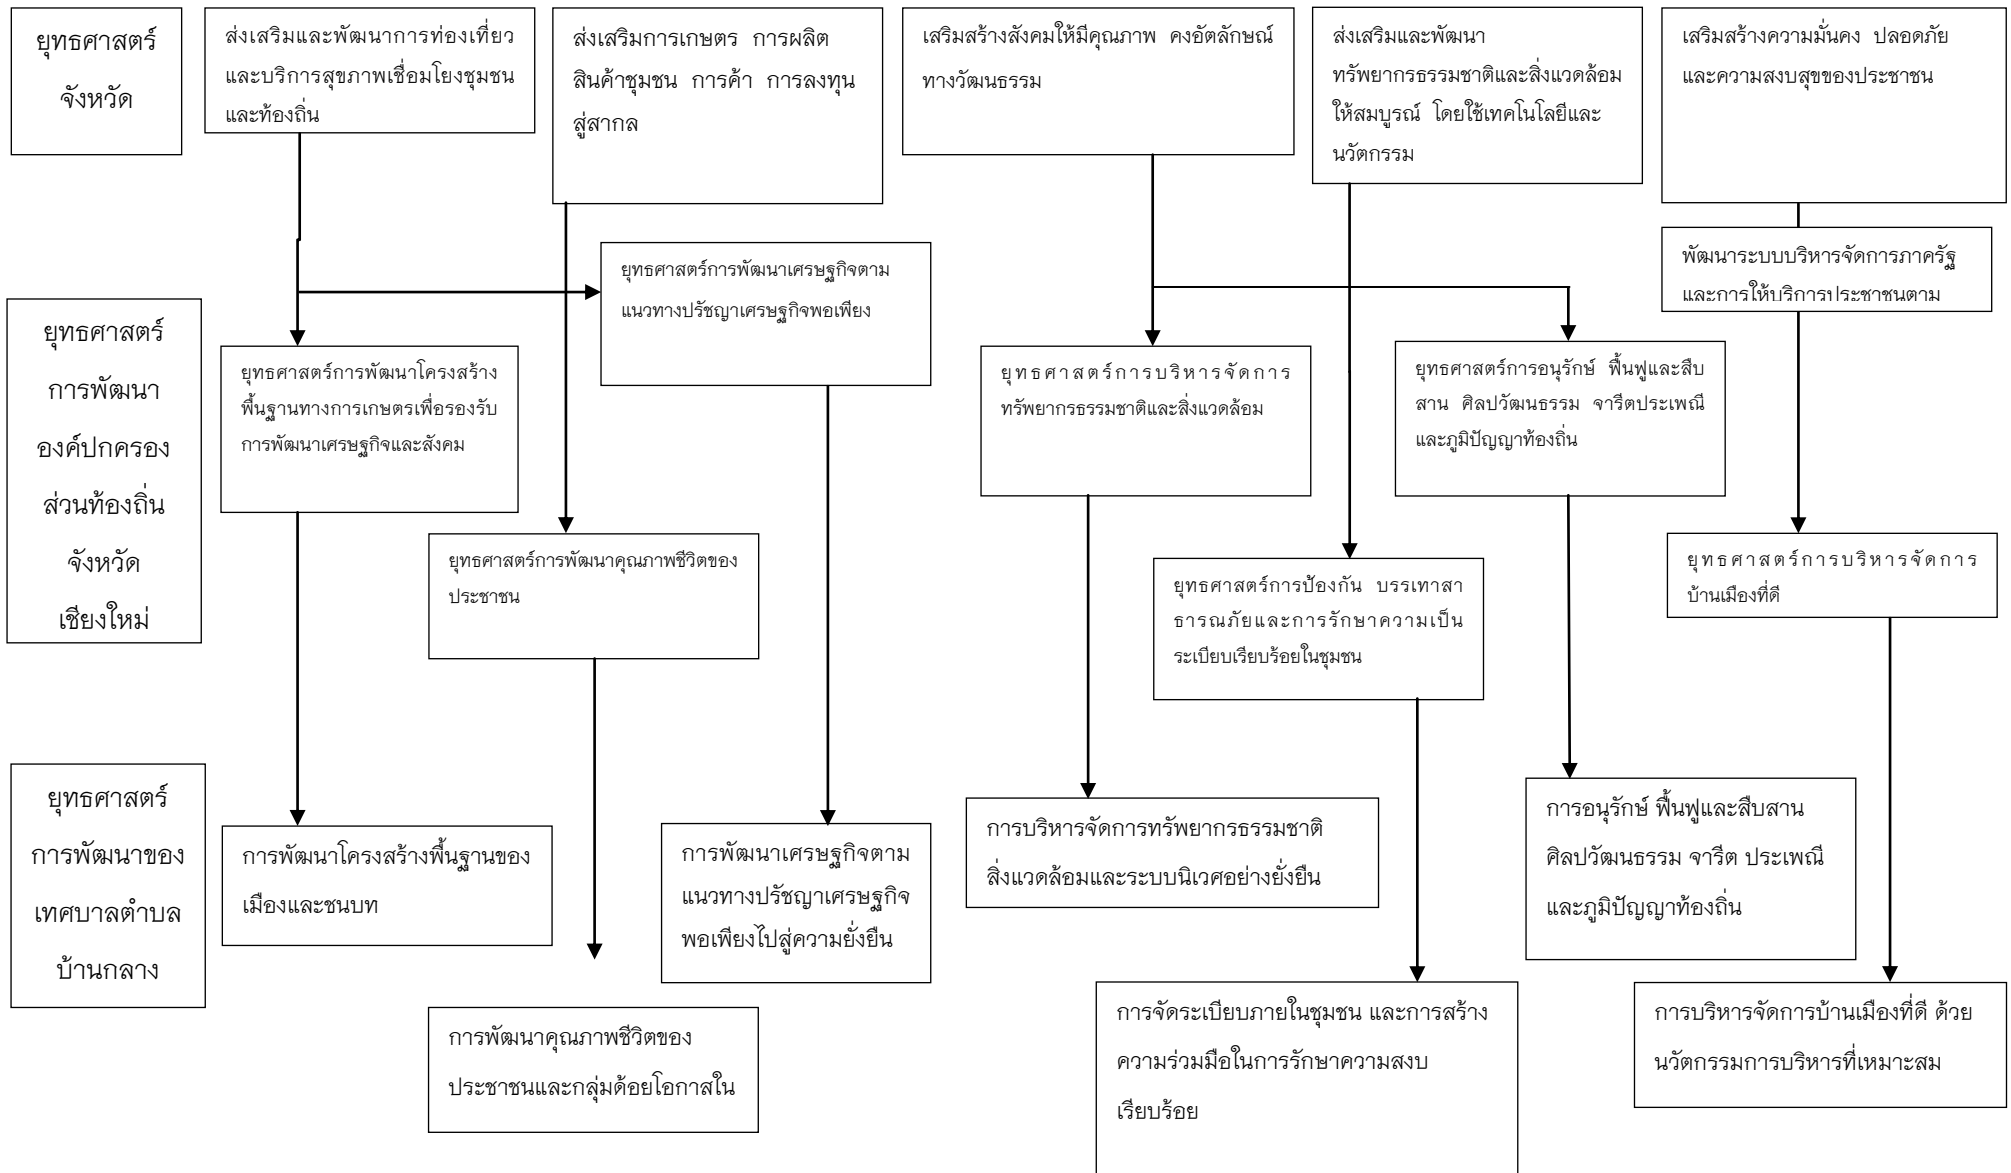 ยุทธศาสตร์
จังหวัด
ส่งเสริมและพัฒนาการท่องเที่ยว
และบริการสุขภาพเชื่อมโยงชุมชน
และท้องถิ่น
ส่งเสริมการเกษตร การผลิต
สินค้าชุมชน การค้า การลงทุน
สู่สากล
เสริมสร้างสังคมให้มีคุณภาพ คงอัตลักษณ์
ทางวัฒนธรรม
ส่งเสริมและพัฒนา
ทรัพยากรธรรมชาติและสิ่งแวดล้อม
ให้สมบูรณ์ โดยใช้เทคโนโลยีและ
นวัตกรรม
เสริมสร้างความมั่นคง ปลอดภัย
และความสงบสุขของประชาชน
พัฒนาระบบบริหารจัดการภาครัฐ
และการให้บริการประชาชนตาม
ยุทธศาสตร์
การพัฒนา
องค์ปกครอง
ส่วนท้องถิ่น
จังหวัด
เชียงใหม่
ยุทธศาสตร์การพัฒนาเศรษฐกิจตาม
แนวทางปรัชญาเศรษฐกิจพอเพียง
ยุทธศาสตร์การพัฒนาโครงสร้าง
พื้นฐานทางการเกษตรเพื่อรองรับ
การพัฒนาเศรษฐกิจและสังคม
ยุทธศาสตร์การบริหารจัดการ
ทรัพยากรธรรมชาติและสิ่งแวดล้อม
ยุทธศาสตร์การอนุรักษ์ ฟื้นฟูและสืบ
สาน ศิลปวัฒนธรรม จารีตประเพณี
และภูมิปัญญาท้องถิ่น
ยุทธศาสตร์การพัฒนาคุณภาพชีวิตของ
ประชาชน
ยุทธศาสตร์การป้องกัน บรรเทาสา
ธารณภัยและการรักษาความเป็น
ระเบียบเรียบร้อยในชุมชน
ยุทธศาสตร์การบริหารจัดการ
บ้านเมืองที่ดี
ยุทธศาสตร์
การพัฒนาของ
เทศบาลตำบล
บ้านกลาง
การพัฒนาโครงสร้างพื้นฐานของ
เมืองและชนบท
การพัฒนาเศรษฐกิจตาม
แนวทางปรัชญาเศรษฐกิจ
พอเพียงไปสู่ความยั่งยืน
การบริหารจัดการทรัพยากรธรรมชาติ
สิ่งแวดล้อมและระบบนิเวศอย่างยั่งยืน
การอนุรักษ์ ฟื้นฟูและสืบสาน
ศิลปวัฒนธรรม จารีต ประเพณี
และภูมิปัญญาท้องถิ่น
การพัฒนาคุณภาพชีวิตของ
ประชาชนและกลุ่มด้อยโอกาสใน
การจัดระเบียบภายในชุมชน และการสร้าง
ความร่วมมือในการรักษาความสงบ
เรียบร้อย
การบริหารจัดการบ้านเมืองที่ดี ด้วย
นวัตกรรมการบริหารที่เหมาะสม